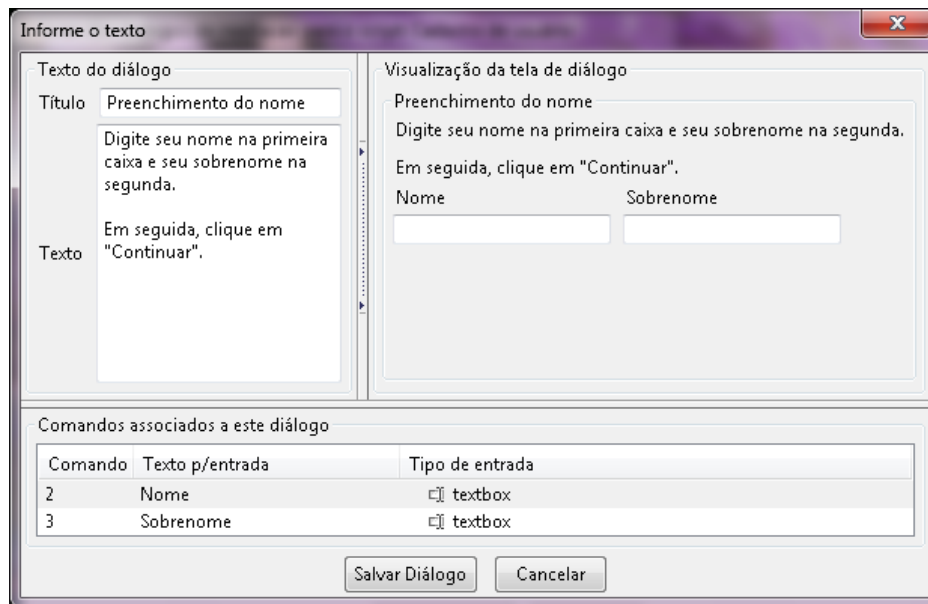 Informe o texto
Texto do diálogo
Título
Preenchimento do nome
Digite seu nome na primeira
caixa e seu sobrenome na
segunda.
Em seguida, clique em
"Continuar".
Texto
Visualização da tela de diálogo
Preenchimento do nome
Digite seu nome na primeira caixa e seu sobrenome na segunda.
Em seguida, clique em "Continuar".
Nome Sobrenome
Comandos associados a este diálogo
Comando Texto p/entrada Tipo de entrada
2 Nome textbox
3 Sobrenome textbox
Salvar Diálogo Cancelar